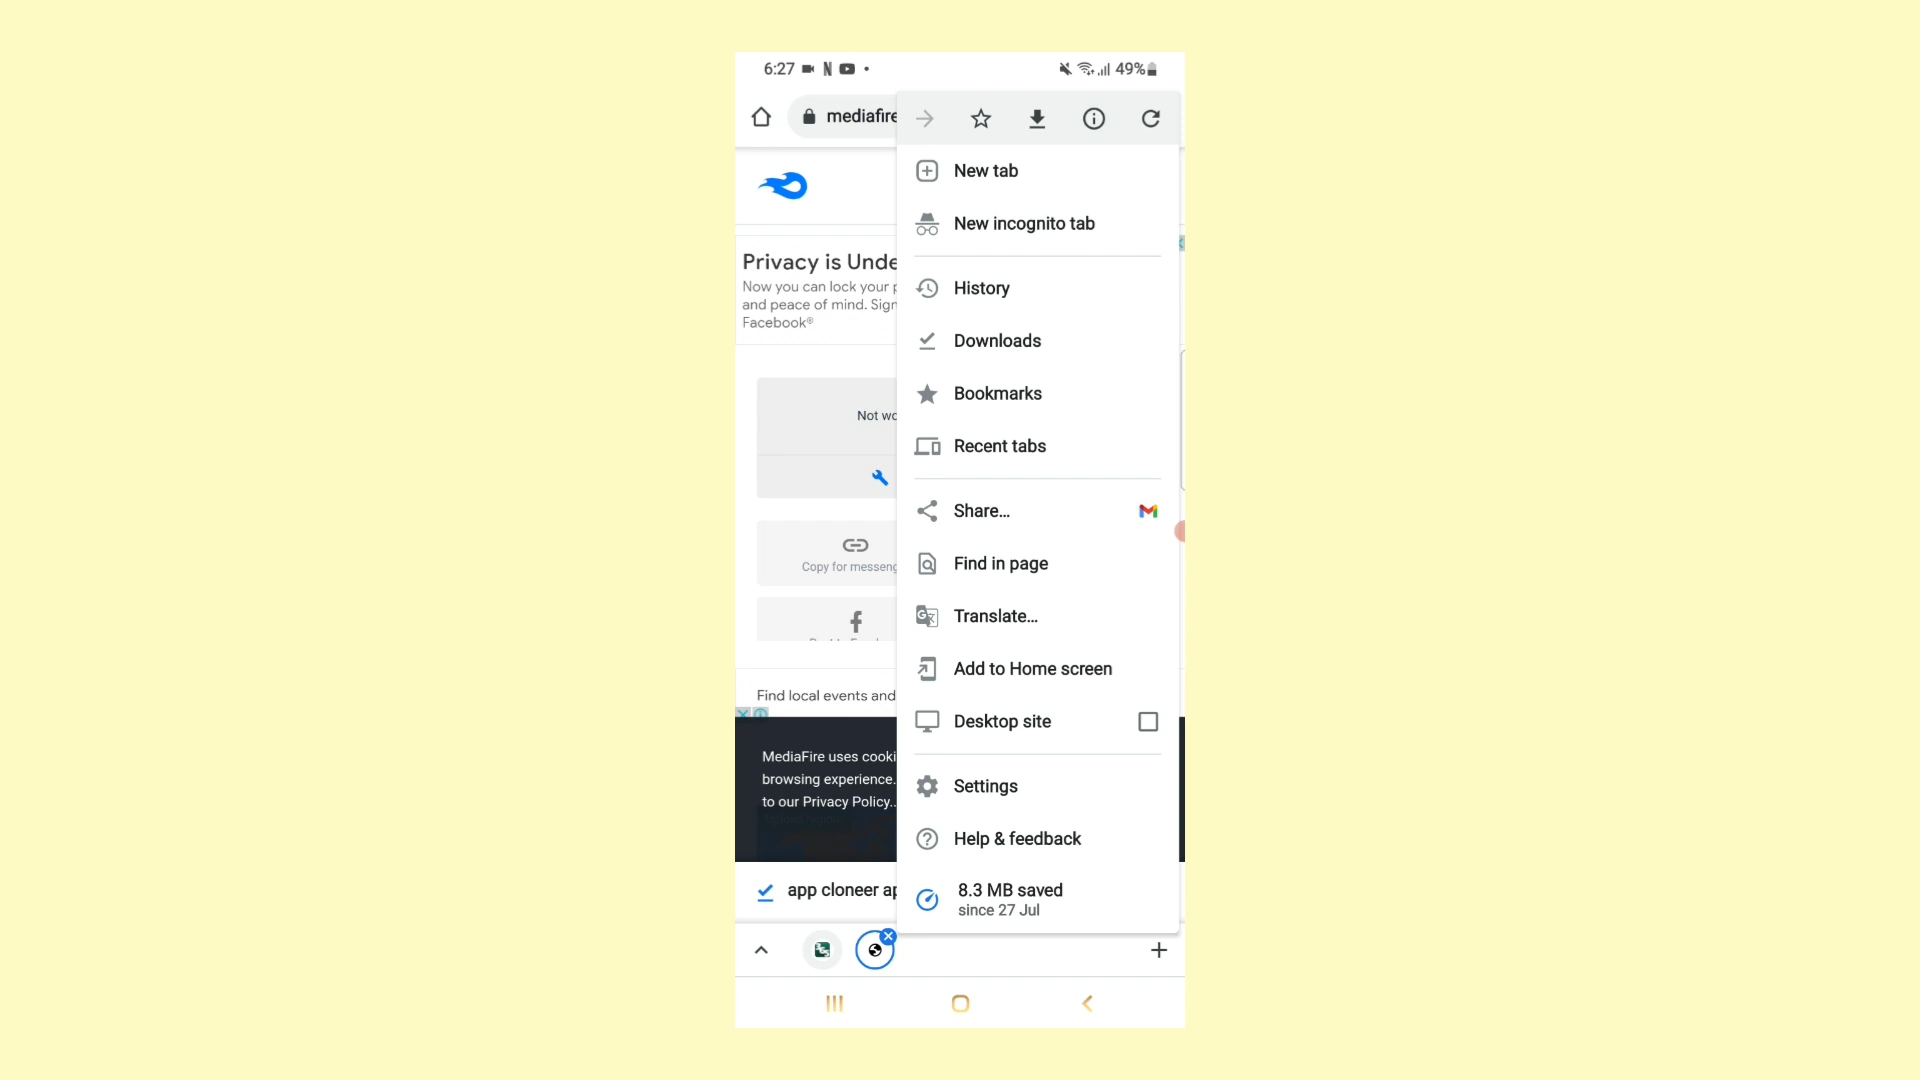 6:27
49%
mediafire
New tab
New incognito tab
Privacy is Unde
Now you can lock your p
and peace of mind. Sign
Facebook®
History
Downloads
Bookmarks
Not wo
Recent tabs
Share...
Copy for messeng
Find in page
Translate...
Add to Home screen
Find local events and
Desktop site
MediaFire uses cooki
browsing experience.
to our Privacy Policy..
Settings
Help & feedback
app cloneer ap
8.3 MB saved
since 27 Jul